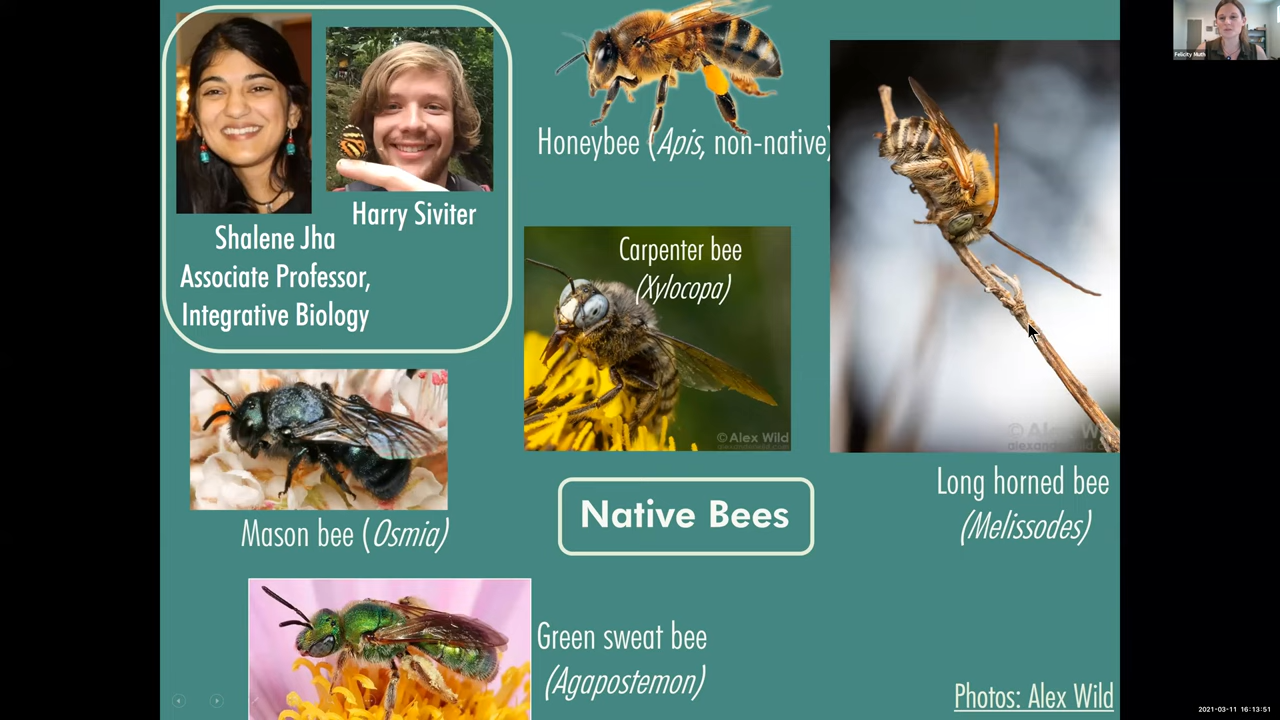 Felicity Muth
Honeybee (Apis, non-native)
Harry Siviter
Shalene Jha
Associate Professor,
Integrative Biology
Carpenter bee
(Xylocopa)
© Alex Wild
Long horned bee
(Melissodes)
Native Bees
Mason bee (Osmia)
Green sweat bee
(Agapostemon)
Photos: Alex Wild
2021-03-11 16:13:51